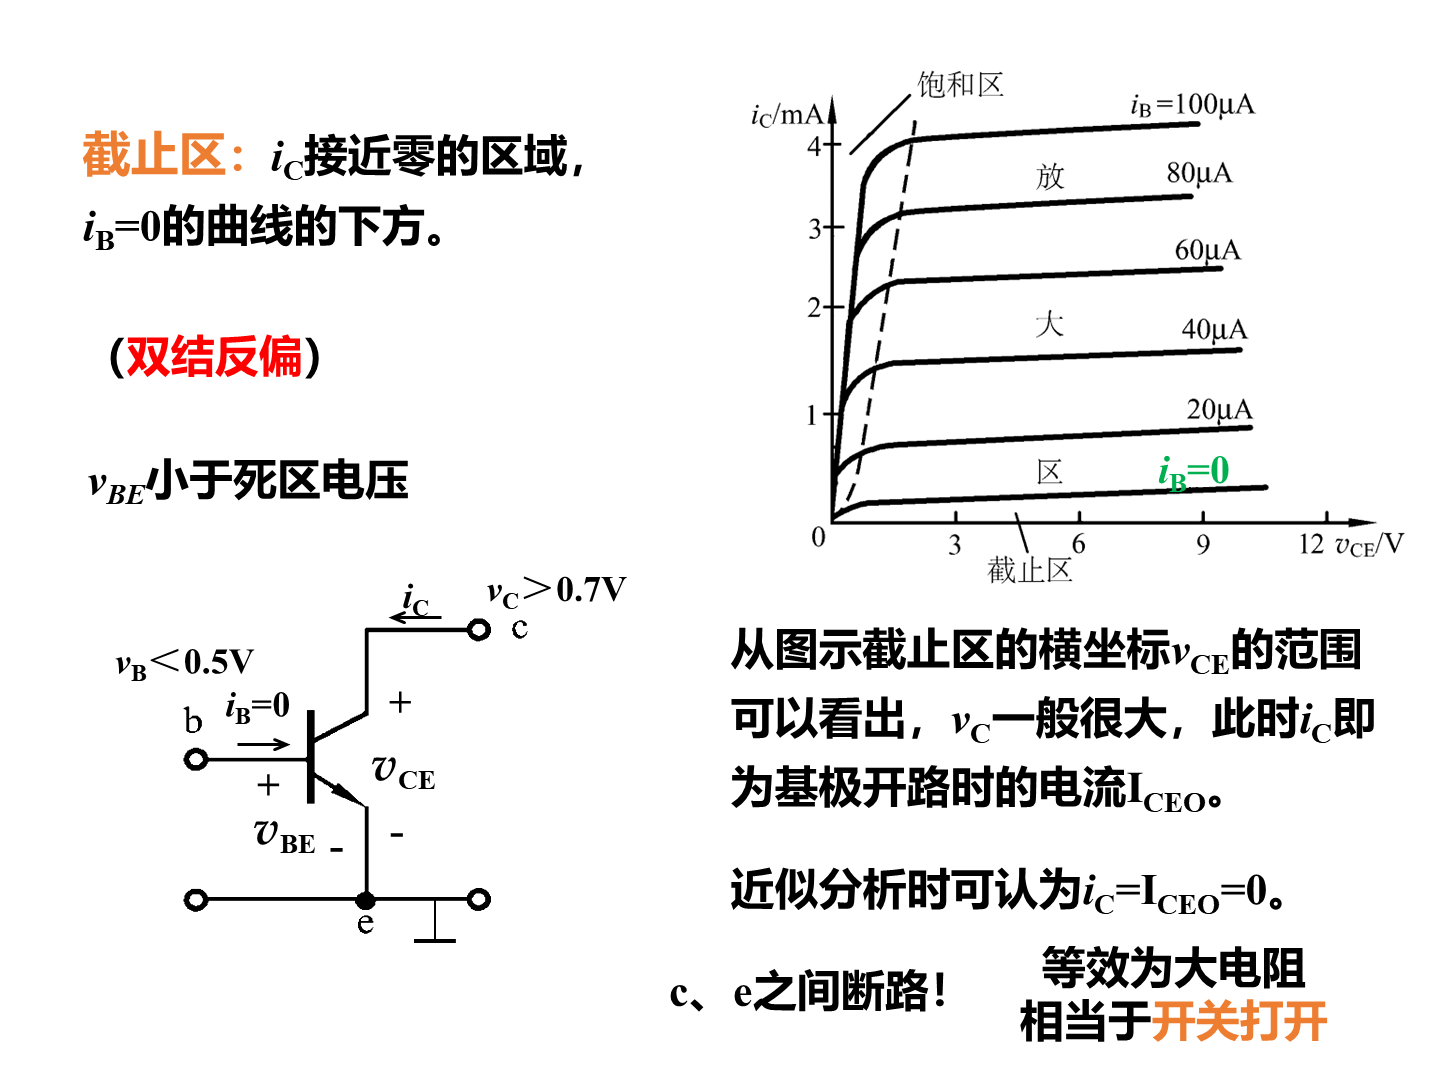 截止区：iC接近零的区域，
iB=0的曲线的下方。
（双结反偏）
vBE小于死区电压
iC
vC＞0.7V
c
vB＜0.5V
iB=0
b
+
vCE
+
vBE
-
-
e
饱和区
iC/mA
iB=100μA
4
放
80μA
3
60μA
2
大
40μA
1
20μA
区
iB=0
0
3
6
9
12
vCE/V
截止区
从图示截止区的横坐标vCE的范围
可以看出，vC一般很大，此时iC即
为基极开路时的电流ICEO。
近似分析时可认为iC=ICEO=0。
c、e之间断路！
等效为大电阻
相当于开关打开